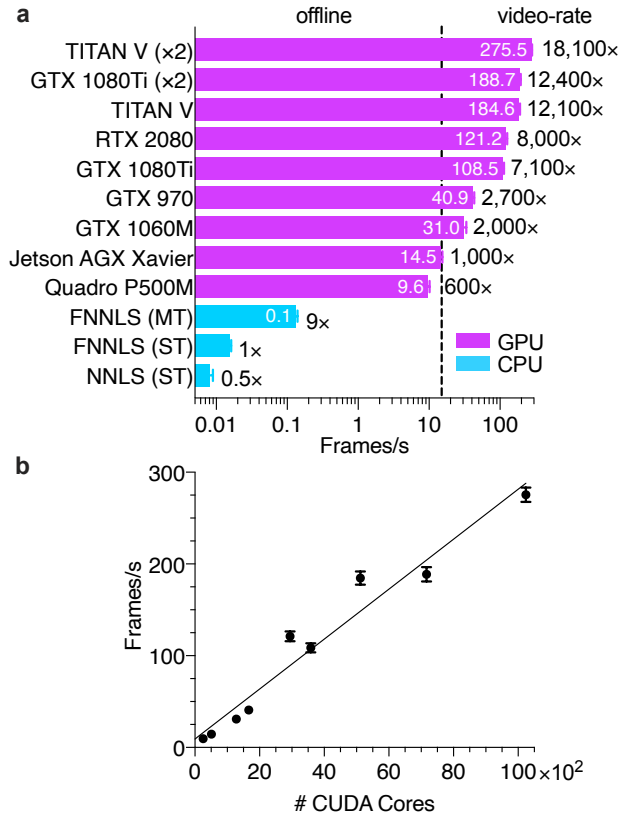 a
offline video-rate
TITAN V (×2) 275.5 18,100×
GTX 1080Ti (×2) 188.7 12,400×
TITAN V 184.6 12,100×
RTX 2080 121.2 8,000×
GTX 1080Ti 108.5 7,100×
GTX 970 40.9 2,700×
GTX 1060M 31.0 2,000×
Jetson AGX Xavier 14.5 1,000×
Quadro P500M 9.6 600×
FNNLS (MT) 0.1 9×
FNNLS (ST) 1×
NNLS (ST) 0.5×
GPU
CPU
0.01 0.1 1 10 100
Frames/s
b
300
200
100
0
Frames/s
0 20 40 60 80 100 ×10²
# CUDA Cores